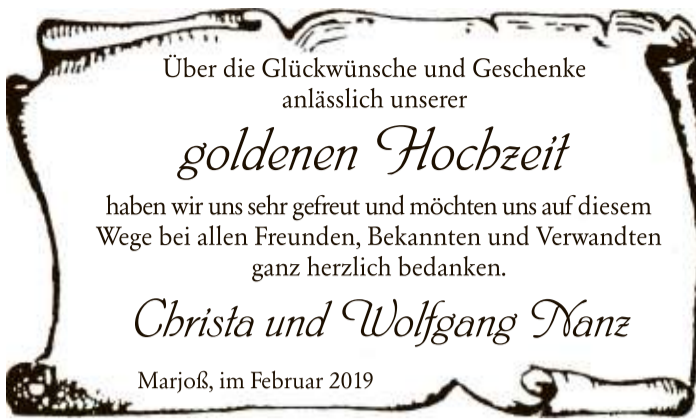 Über die Glückwünsche und Geschenke
anlässlich unserer
goldenen Hochzeit
haben wir uns sehr gefreut und möchten uns auf diesem
Wege bei allen Freunden, Bekannten und Verwandten
ganz herzlich bedanken.
Christa und Wolfgang Nanz
Marjoß, im Februar 2019